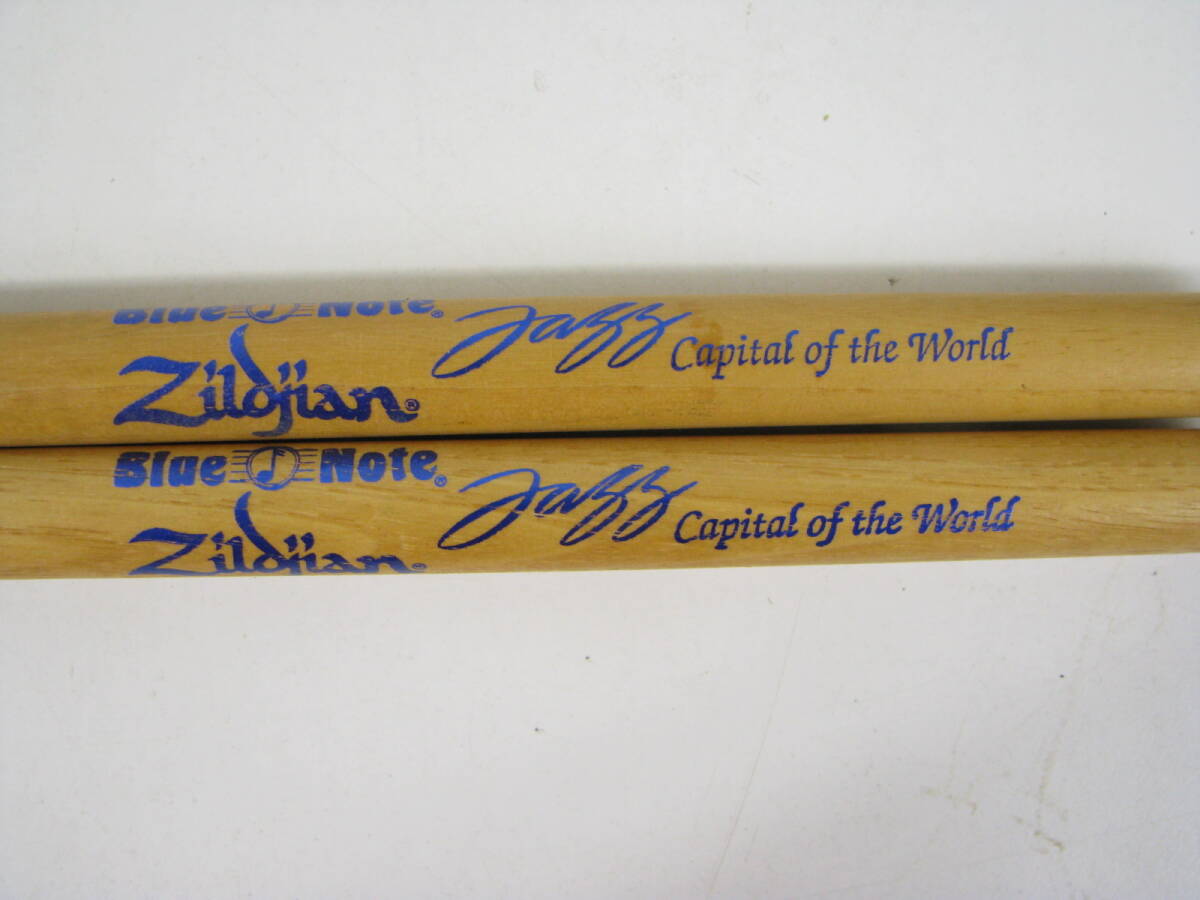 Blue Note®
Jazz Capital of the World
Zildjian®
Blue Note®
Jazz Capital of the World
Zildjian®